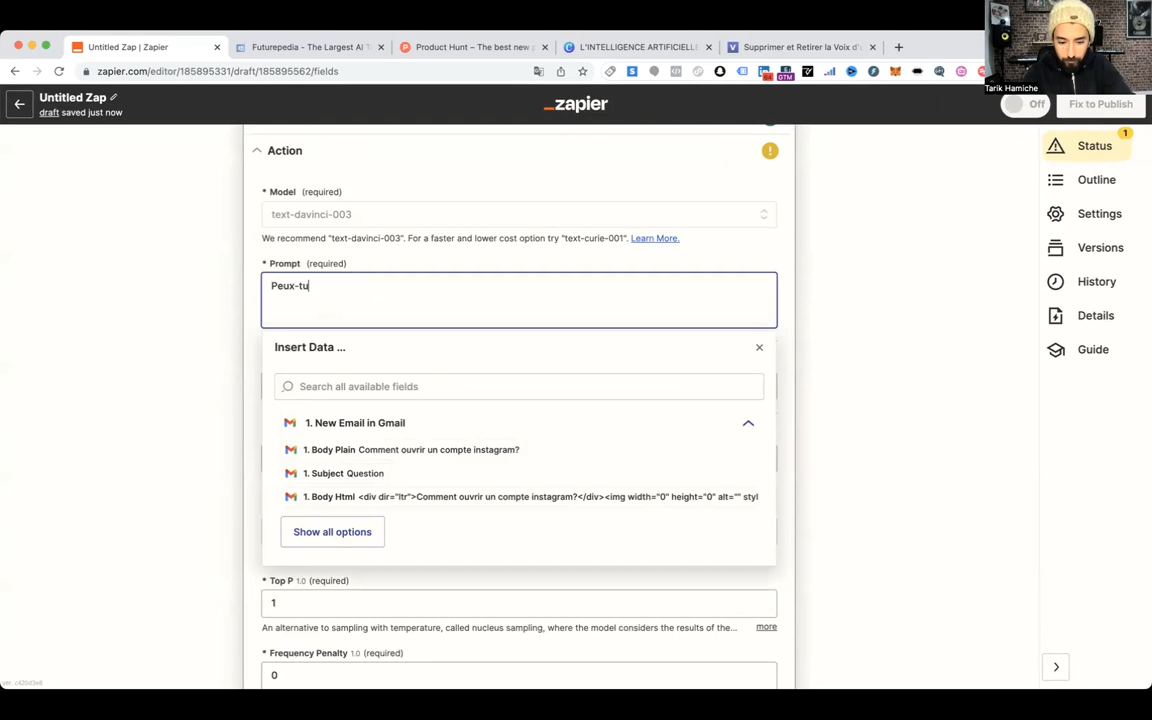 Untitled Zap | Zapier
Futurepedia - The Largest AI T
Product Hunt – The best new p
L'INTELLIGENCE ARTIFICIELLE
Supprimer et Retirer la Voix d'u
zapier.com/editor/185895331/draft/185895562/fields
GTM
Tarik Hamiche
Untitled Zap
draft saved just now
_zapier
Off
Fix to Publish
Action
* Model (required)
text-davinci-003
We recommend "text-davinci-003". For a faster and lower cost option try "text-curie-001". Learn More.
* Prompt (required)
Peux-tu
Insert Data ...
Search all available fields
1. New Email in Gmail
1. Body Plain Comment ouvrir un compte instagram?
1. Subject Question
1. Body Html <div dir="ltr">Comment ouvrir un compte instagram?</div><img width="0" height="0" alt="" styl
Show all options
* Top P 1.0 (required)
1
An alternative to sampling with temperature, called nucleus sampling, where the model considers the results of the...
more
* Frequency Penalty 1.0 (required)
0
1
Status
Outline
Settings
Versions
History
Details
Guide
ver. c420d3e8